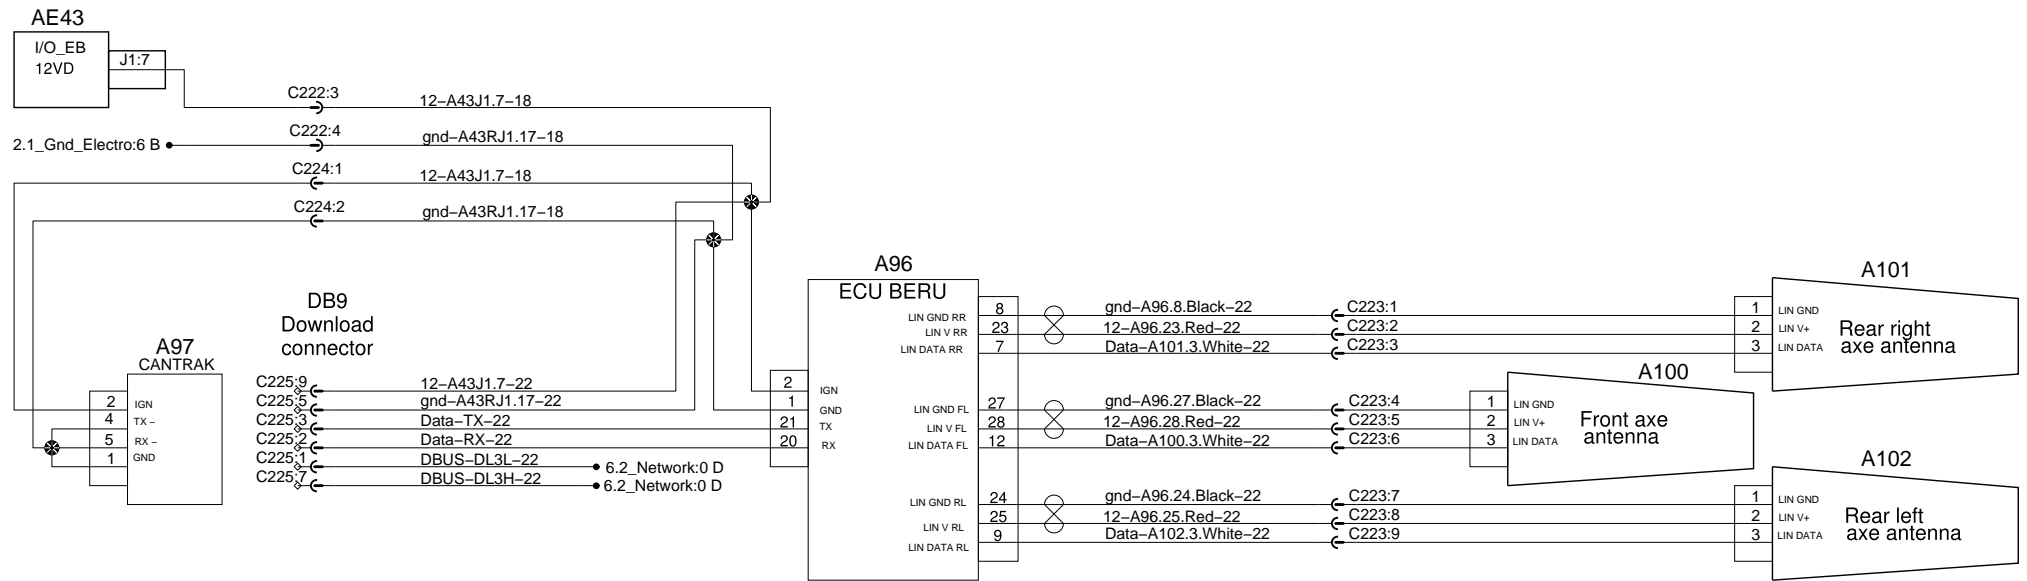 AE43
I/O_EB
12VD
J1:7
C222:3
12–A43J1.7–18
2.1_Gnd_Electro:6 B
C222:4
gnd–A43RJ1.17–18
C224:1
12–A43J1.7-18
C224:2
gnd–A43RJ1.17–18
A97
CANTRAK
2 IGN
4 TX –
5 RX –
1 GND
DB9
Download
connector
C225:9 12–A43J1.7–22
C225:5 gnd–A43RJ1.17–22
C225:3 Data–TX–22
C225:2 Data–RX–22
C225:1 DBUS–DL3L–22 6.2_Network:0 D
C225:7 DBUS–DL3H–22 6.2_Network:0 D
A96
ECU BERU
2 IGN
1 GND
21 TX
20 RX
LIN GND RR 8 gnd–A96.8.Black–22 C223:1
LIN V RR 23 12–A96.23.Red–22 C223:2
LIN DATA RR 7 Data–A101.3.White–22 C223:3
LIN GND FL 27 gnd–A96.27.Black–22 C223:4
LIN V FL 28 12–A96.28.Red–22 C223:5
LIN DATA FL 12 Data–A100.3.White–22 C223:6
LIN GND RL 24 gnd–A96.24.Black–22 C223:7
LIN V RL 25 12–A96.25.Red–22 C223:8
LIN DATA RL 9 Data–A102.3.White–22 C223:9
A101
1 LIN GND
2 LIN V+
3 LIN DATA
Rear right
axe antenna
A100
1 LIN GND
2 LIN V+
3 LIN DATA
Front axe
antenna
A102
1 LIN GND
2 LIN V+
3 LIN DATA
Rear left
axe antenna